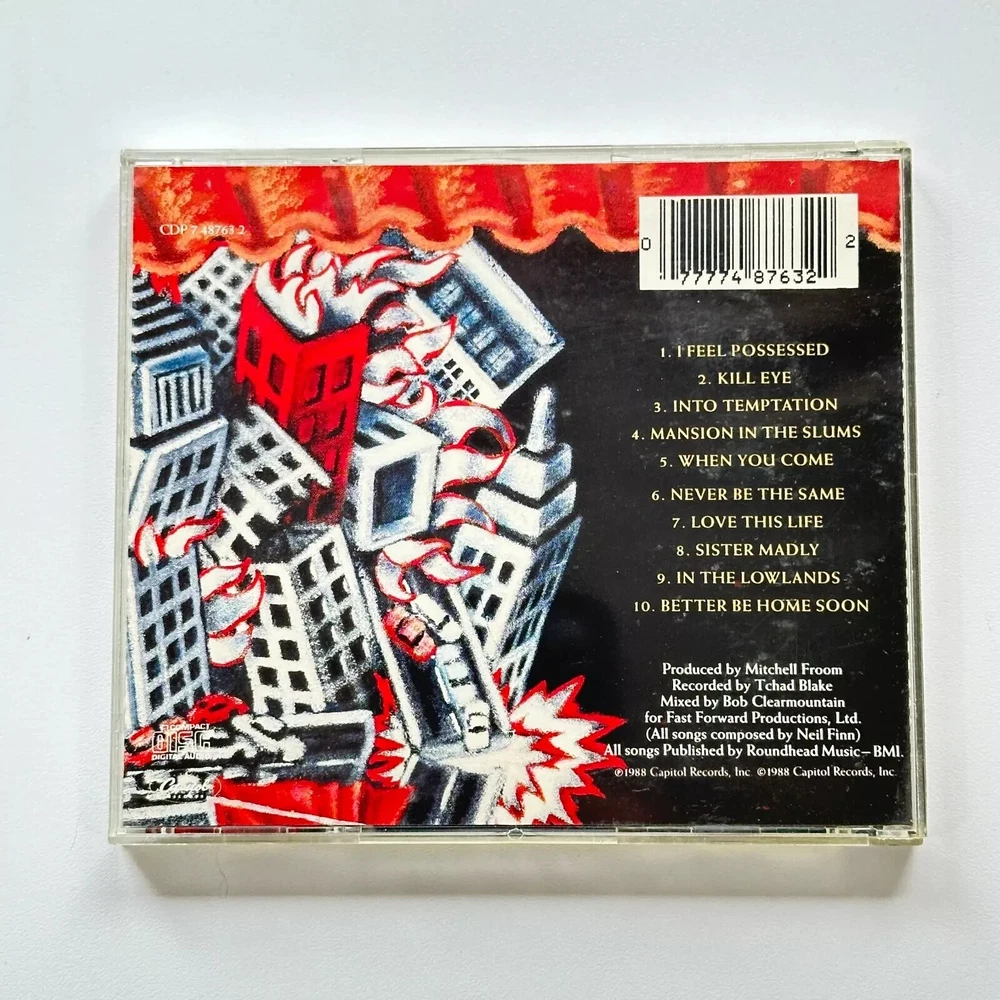 CDP 7 48763 2
0 77774 87632 2
1. I FEEL POSSESSED
2. KILL EYE
3. INTO TEMPTATION
4. MANSION IN THE SLUMS
5. WHEN YOU COME
6. NEVER BE THE SAME
7. LOVE THIS LIFE
8. SISTER MADLY
9. IN THE LOWLANDS
10. BETTER BE HOME SOON
Produced by Mitchell Froom
Recorded by Tchad Blake
Mixed by Bob Clearmountain
for Fast Forward Productions, Ltd.
(All songs composed by Neil Finn)
All songs Published by Roundhead Music—BMI.
℗1988 Capitol Records, Inc. ©1988 Capitol Records, Inc.
COMPACT
DISC
DIGITAL AUDIO
Capitol
RECORDS